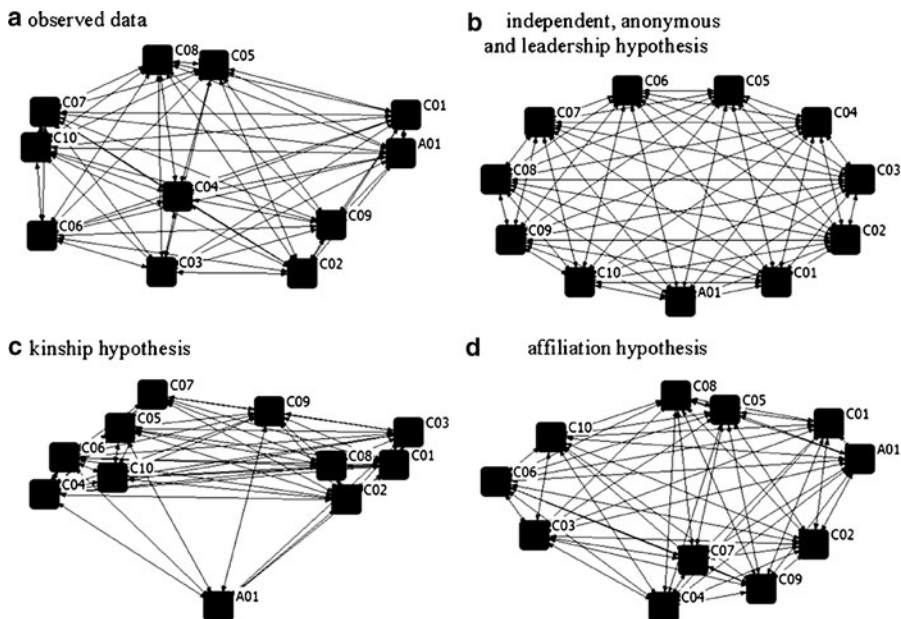 a observed data
C08
C05
C07
C01
C10
A01
C04
C09
C06
C03
C02
b independent, anonymous
and leadership hypothesis
C06
C05
C07
C04
C08
C03
C09
C02
C10
C01
A01
c kinship hypothesis
C07
C09
C05
C03
C06
C08
C01
C10
C04
C02
A01
d affiliation hypothesis
C08
C05
C01
C10
A01
C06
C03
C02
C07
C09
C04